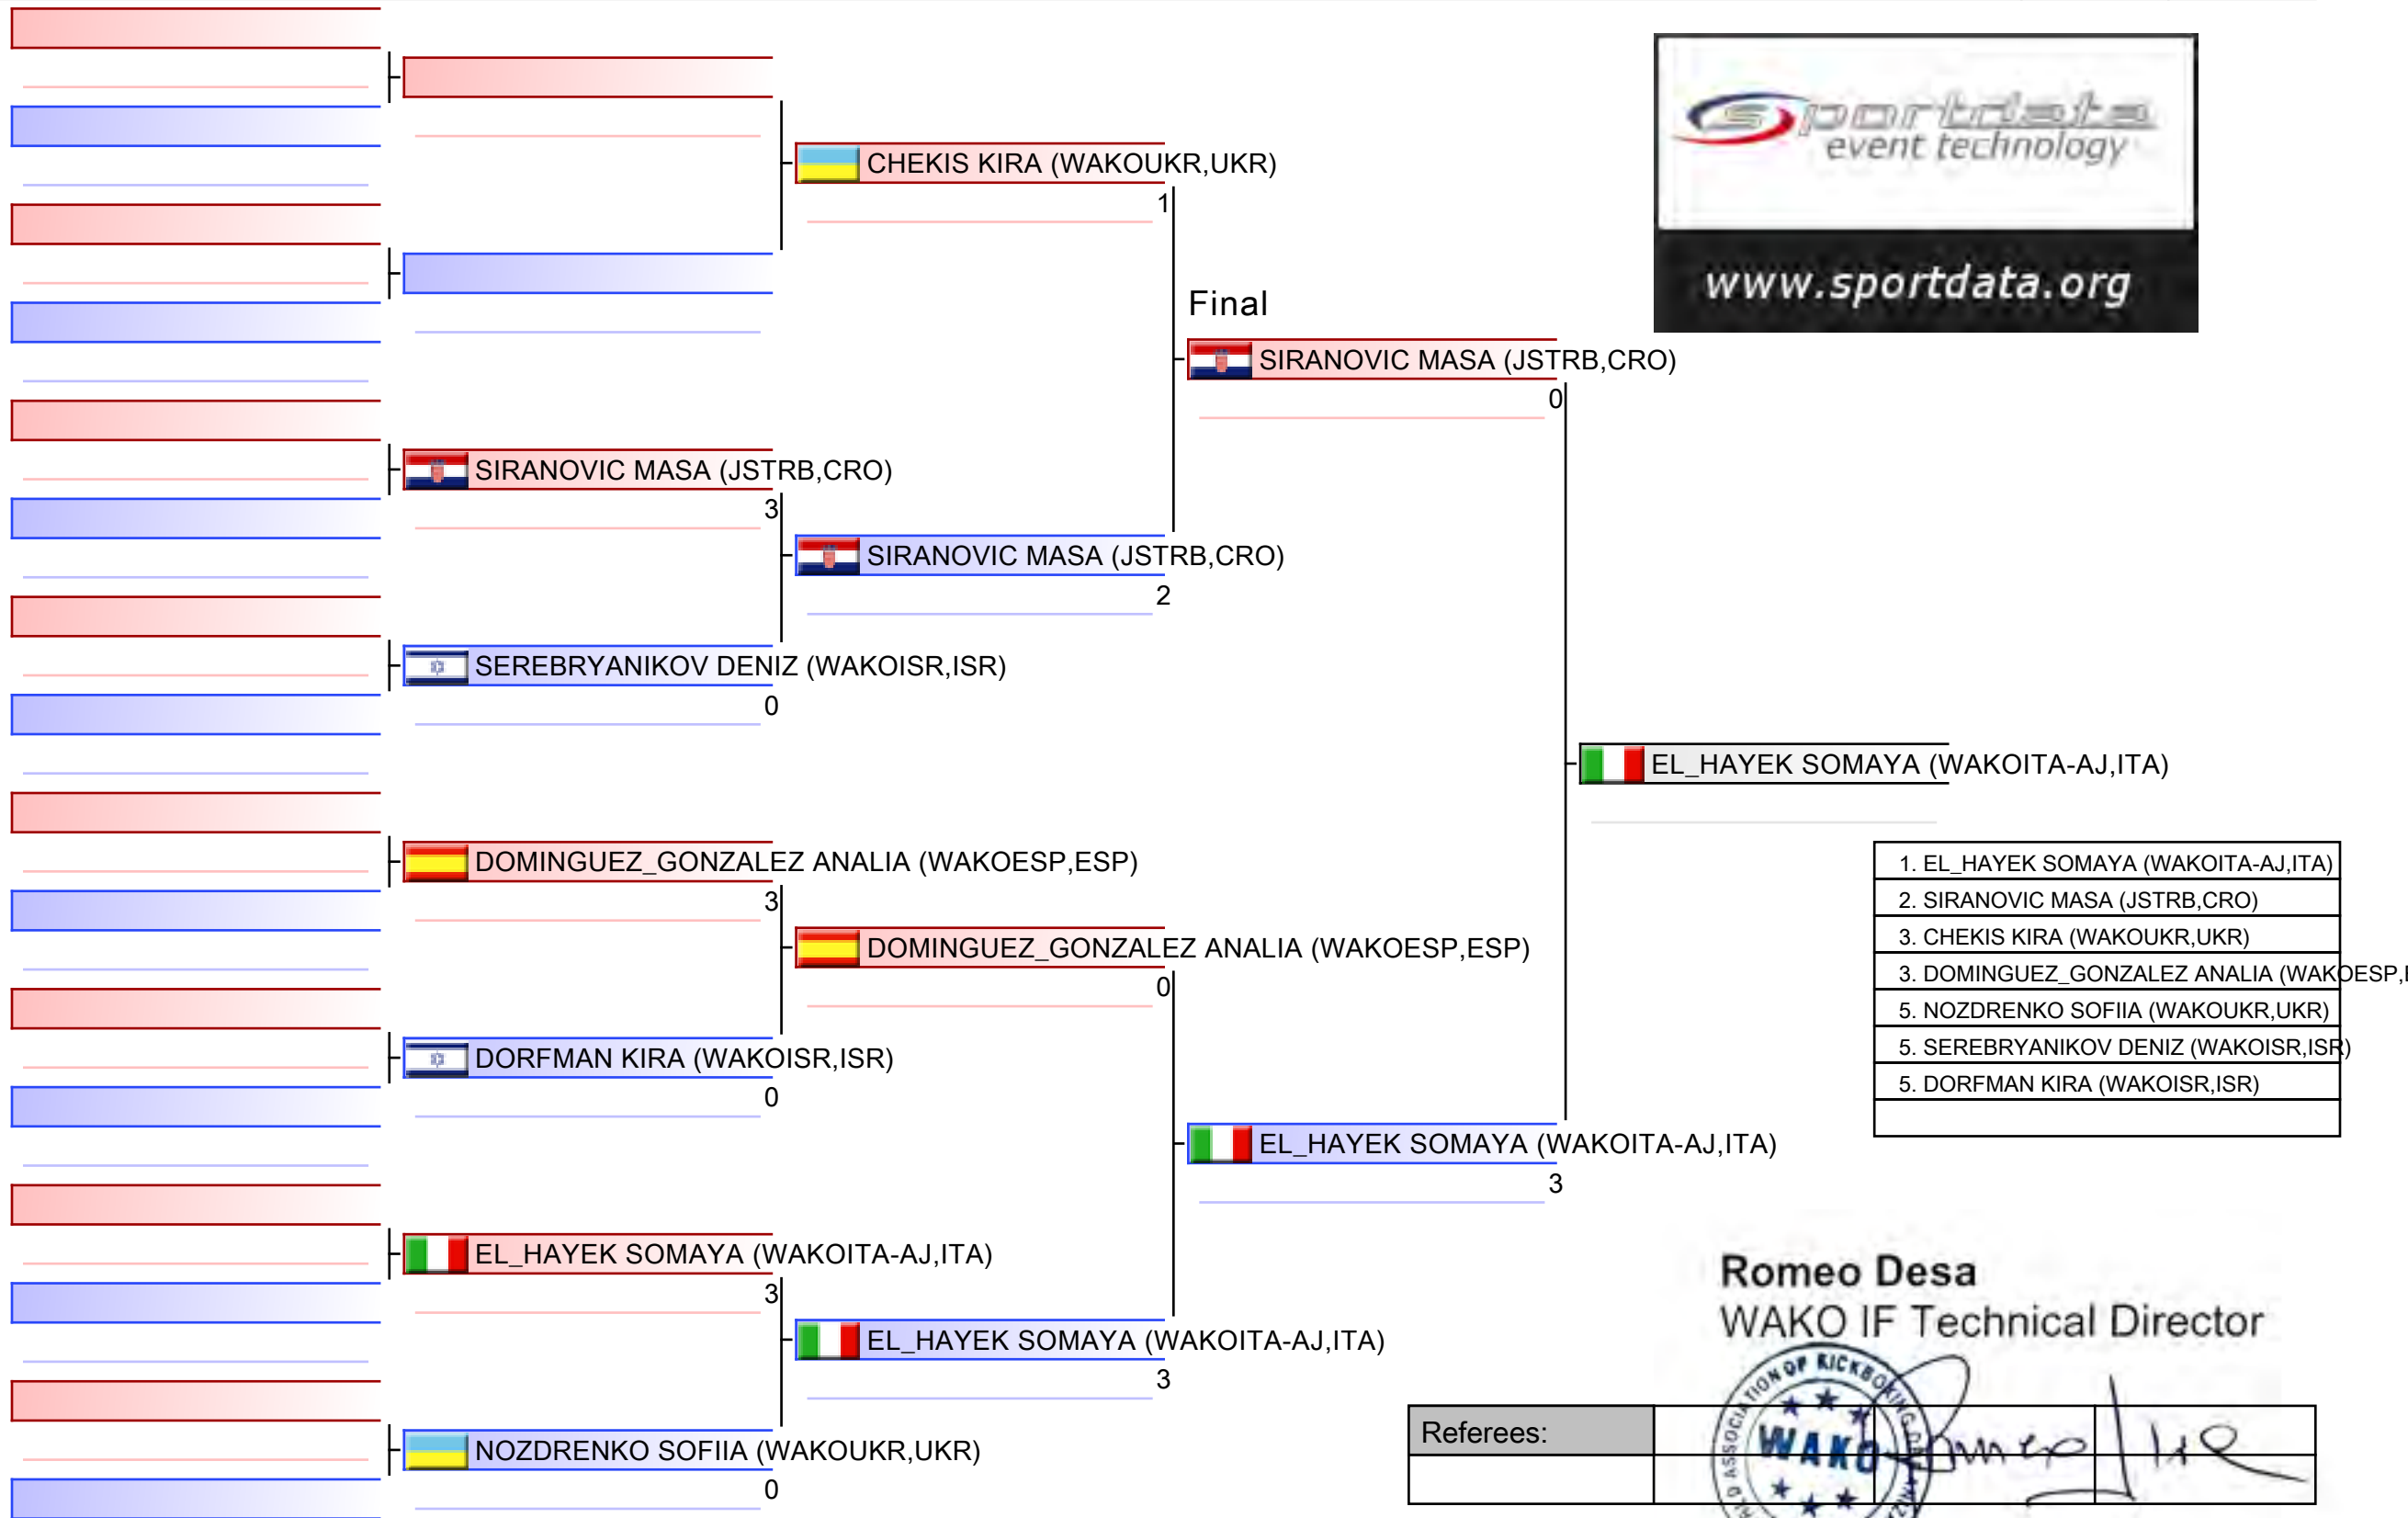 sportdata
event technology
www.sportdata.org
CHEKIS KIRA (WAKOUKR,UKR)
1
Final
SIRANOVIC MASA (JSTRB,CRO)
0
SIRANOVIC MASA (JSTRB,CRO)
3
SIRANOVIC MASA (JSTRB,CRO)
2
SEREBRYANIKOV DENIZ (WAKOISR,ISR)
0
EL_HAYEK SOMAYA (WAKOITA-AJ,ITA)
DOMINGUEZ_GONZALEZ ANALIA (WAKOESP,ESP)
3
DOMINGUEZ_GONZALEZ ANALIA (WAKOESP,ESP)
0
DORFMAN KIRA (WAKOISR,ISR)
0
EL_HAYEK SOMAYA (WAKOITA-AJ,ITA)
3
EL_HAYEK SOMAYA (WAKOITA-AJ,ITA)
3
EL_HAYEK SOMAYA (WAKOITA-AJ,ITA)
3
NOZDRENKO SOFIIA (WAKOUKR,UKR)
0
1. EL_HAYEK SOMAYA (WAKOITA-AJ,ITA)
2. SIRANOVIC MASA (JSTRB,CRO)
3. CHEKIS KIRA (WAKOUKR,UKR)
3. DOMINGUEZ_GONZALEZ ANALIA (WAKOESP,
5. NOZDRENKO SOFIIA (WAKOUKR,UKR)
5. SEREBRYANIKOV DENIZ (WAKOISR,ISR)
5. DORFMAN KIRA (WAKOISR,ISR)
Romeo Desa
WAKO IF Technical Director
Referees:
ASSOCIATION OF KICKBOXING
WAKO